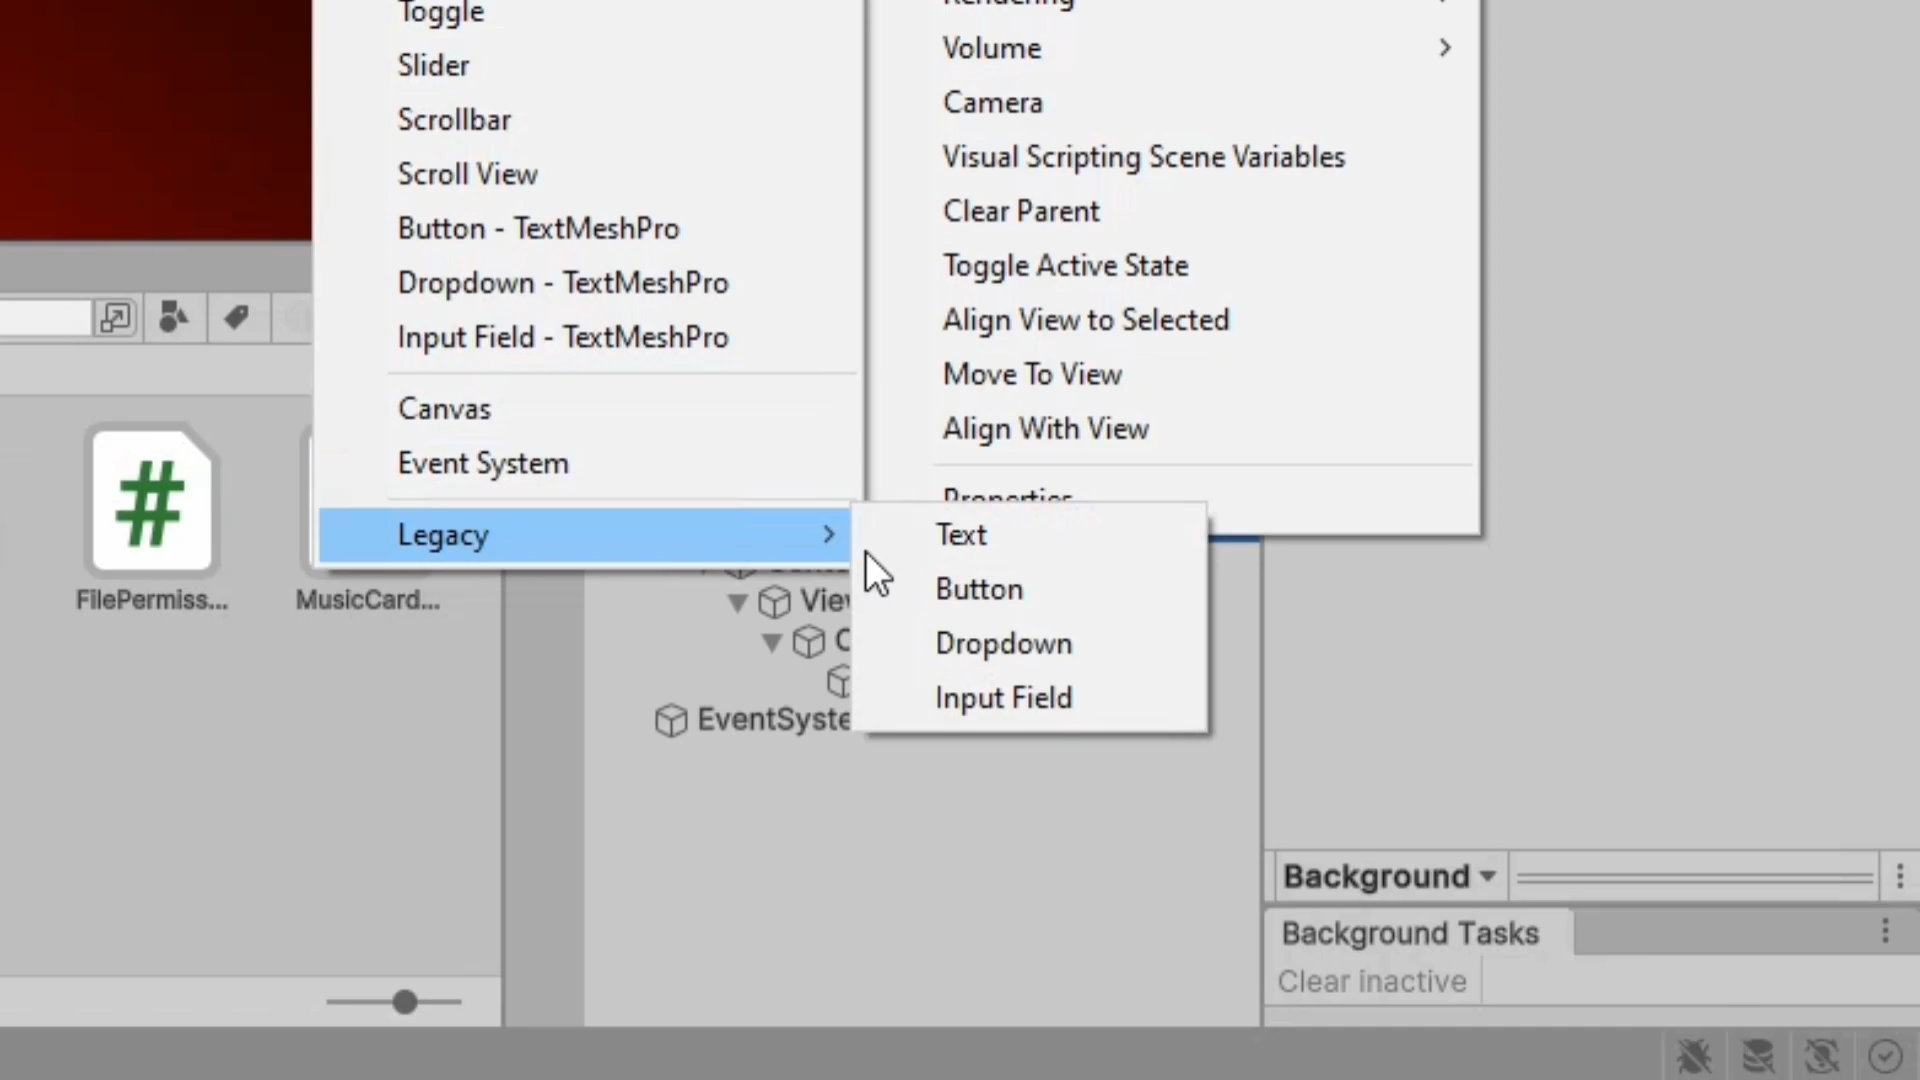 Toggle
Slider
Scrollbar
Scroll View
Button - TextMeshPro
Dropdown - TextMeshPro
Input Field - TextMeshPro
Canvas
Event System
Legacy
Rendering
Volume
Camera
Visual Scripting Scene Variables
Clear Parent
Toggle Active State
Align View to Selected
Move To View
Align With View
Properties
Text
Button
Dropdown
Input Field
FilePermiss...
MusicCard...
EventSyste
Background
Background Tasks
Clear inactive